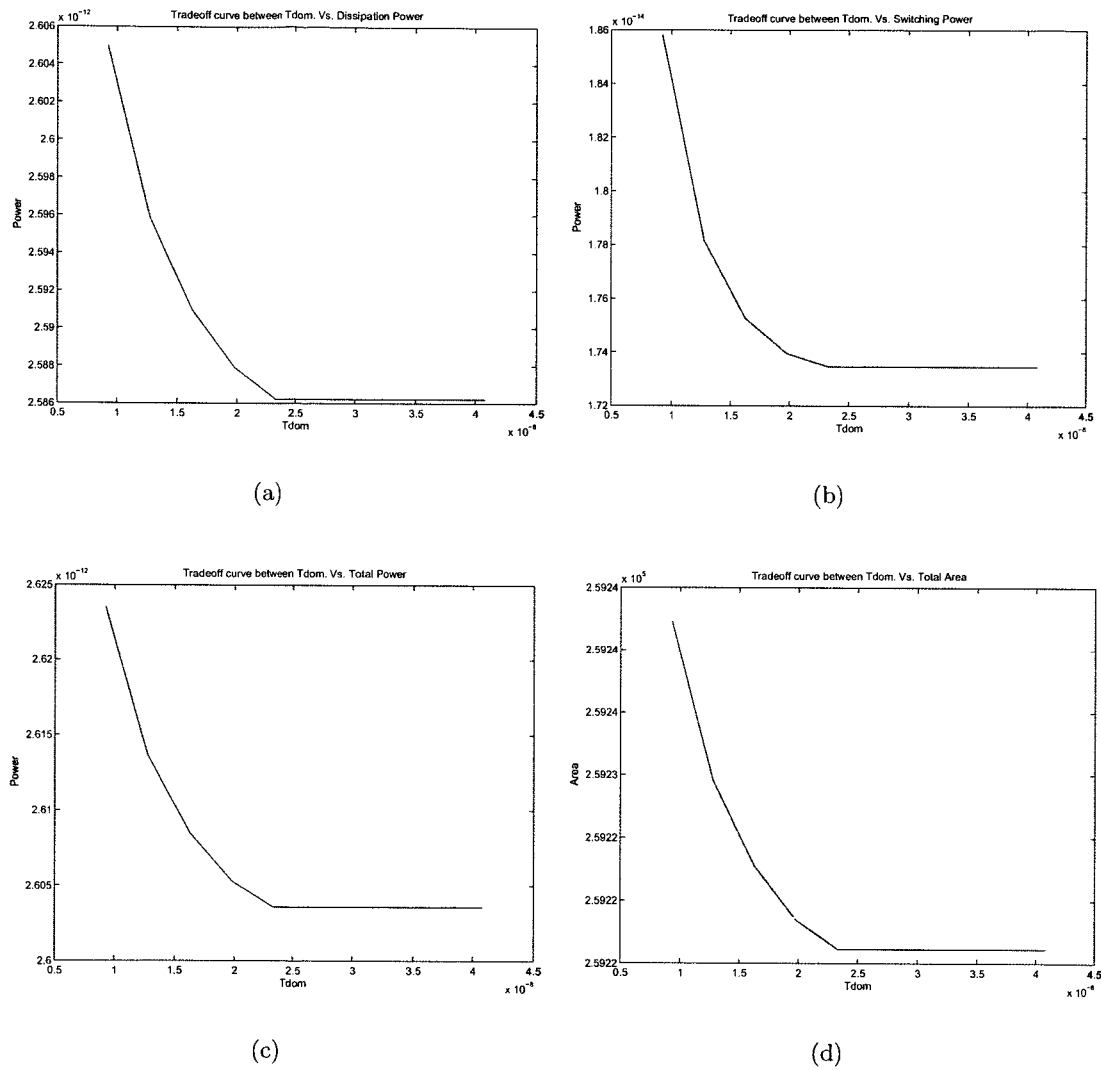 Tradeoff curve between Tdom. Vs. Dissipation Power
x 10⁻¹²
2.606
2.604
2.602
2.6
2.598
2.596
2.594
2.592
2.59
2.588
2.586
Power
0.5 1 1.5 2 2.5 3 3.5 4 4.5
Tdom
x 10⁻⁸
(a)
Tradeoff curve between Tdom. Vs. Switching Power
x 10⁻¹⁴
1.86
1.84
1.82
1.8
1.78
1.76
1.74
1.72
Power
0.5 1 1.5 2 2.5 3 3.5 4 4.5
Tdom
x 10⁻⁸
(b)
Tradeoff curve between Tdom. Vs. Total Power
x 10⁻¹²
2.625
2.62
2.615
2.61
2.605
2.6
Power
0.5 1 1.5 2 2.5 3 3.5 4 4.5
Tdom
x 10⁻⁸
(c)
Tradeoff curve between Tdom. Vs. Total Area
x 10⁵
2.5924
2.5924
2.5924
2.5923
2.5922
2.5922
2.5922
Area
0.5 1 1.5 2 2.5 3 3.5 4 4.5
Tdom
x 10⁻⁸
(d)